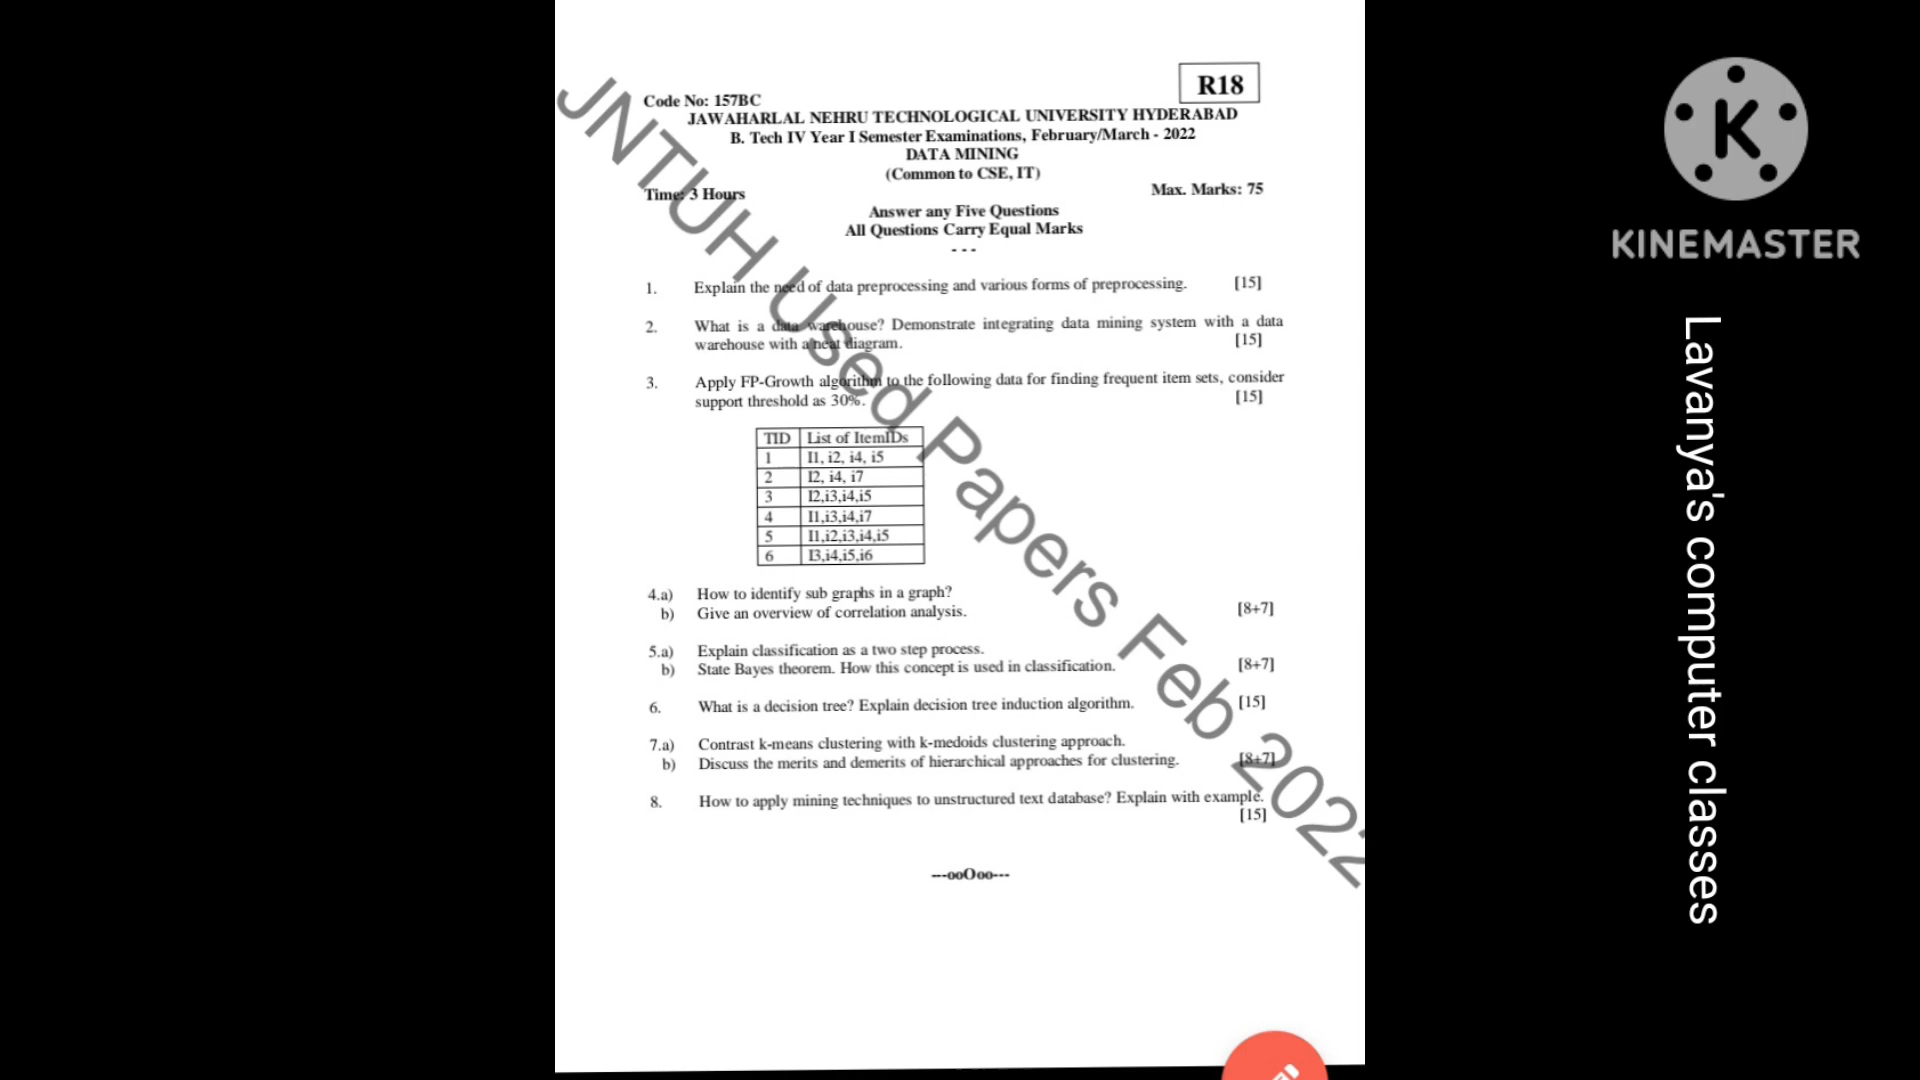 R18
Code No: 157BC
JAWAHARLAL NEHRU TECHNOLOGICAL UNIVERSITY HYDERABAD
B. Tech IV Year I Semester Examinations, February/March - 2022
DATA MINING
(Common to CSE, IT)
Time: 3 Hours Max. Marks: 75
Answer any Five Questions
All Questions Carry Equal Marks
- - -
1. Explain the need of data preprocessing and various forms of preprocessing. [15]
2. What is a data warehouse? Demonstrate integrating data mining system with a data
warehouse with a neat diagram. [15]
3. Apply FP-Growth algorithm to the following data for finding frequent item sets, consider
support threshold as 30%. [15]
TID List of ItemIDs
1 I1, i2, i4, i5
2 I2, i4, i7
3 I2,i3,i4,i5
4 I1,i3,i4,i7
5 I1,i2,i3,i4,i5
6 I3,i4,i5,i6
4.a) How to identify sub graphs in a graph?
b) Give an overview of correlation analysis. [8+7]
5.a) Explain classification as a two step process.
b) State Bayes theorem. How this concept is used in classification. [8+7]
6. What is a decision tree? Explain decision tree induction algorithm. [15]
7.a) Contrast k-means clustering with k-medoids clustering approach.
b) Discuss the merits and demerits of hierarchical approaches for clustering. [8+7]
8. How to apply mining techniques to unstructured text database? Explain with example.
[15]
---ooOoo---
JNTUH Used Papers Feb 2022
K
KINEMASTER
Lavanya's computer classes